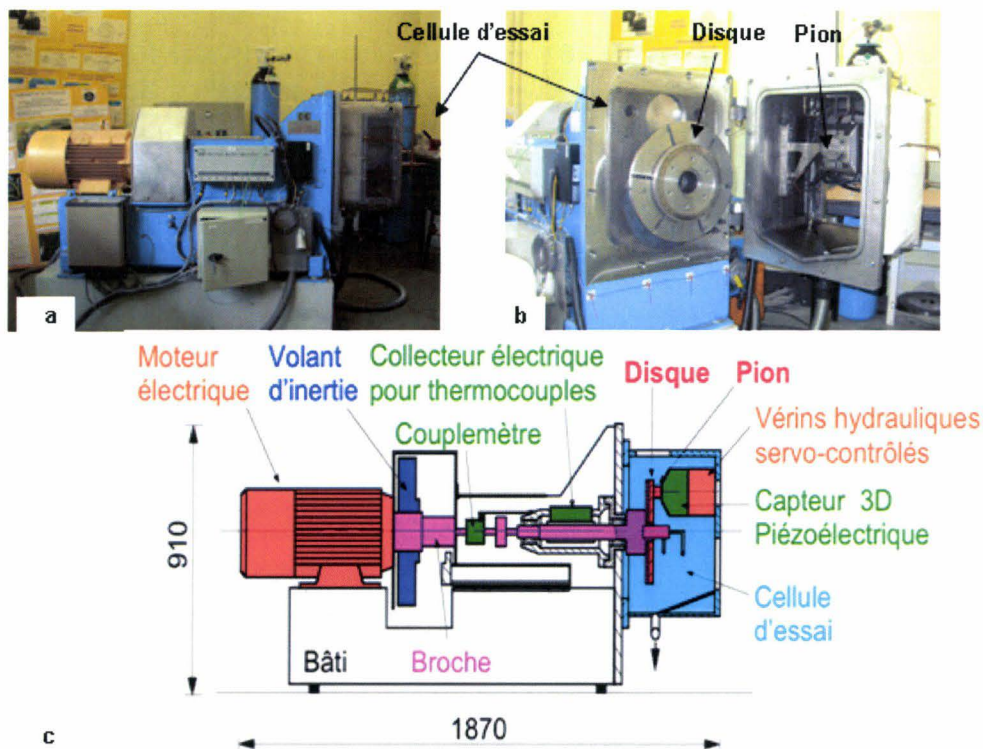 Cellule d'essai
Disque
Pion
a
b
Moteur
électrique
Volant
d'inertie
Collecteur électrique
pour thermocouples
Couplemètre
Disque
Pion
Vérins hydrauliques
servo-contrôlés
Capteur 3D
Piézoélectrique
Cellule
d'essai
910
Bâti
Broche
1870
c